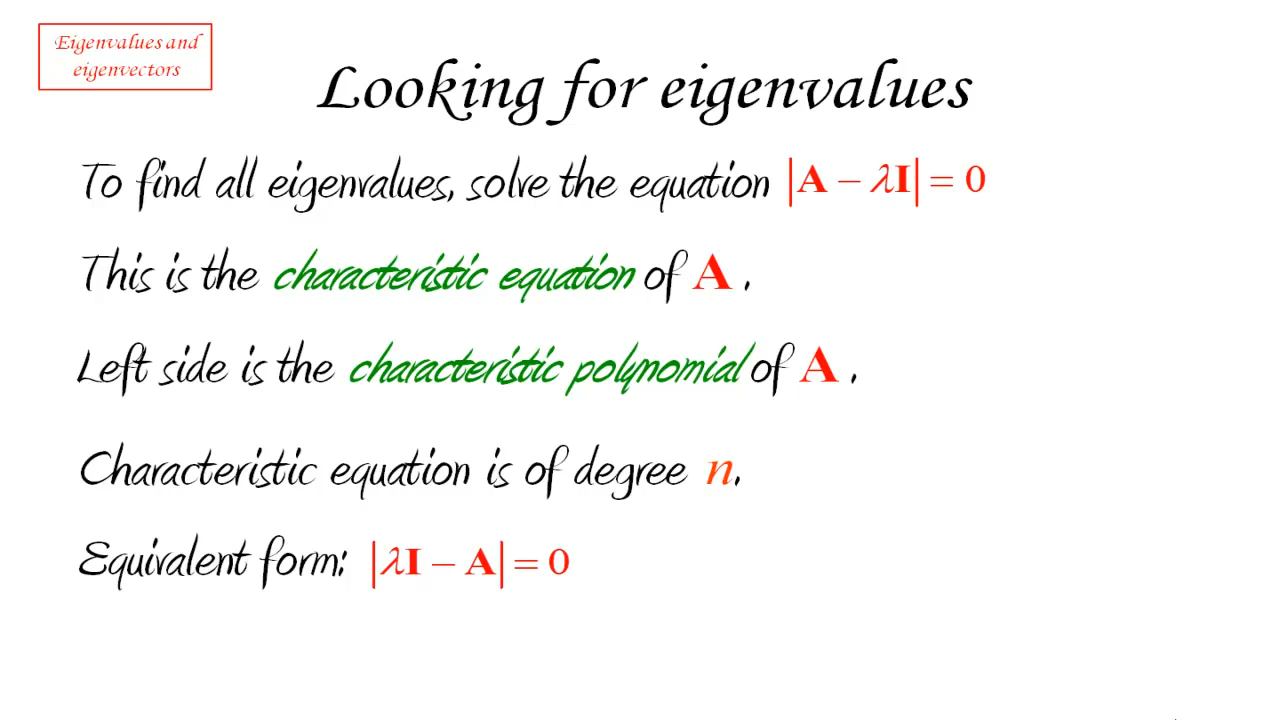 Eigenvalues and
eigenvectors
Looking for eigenvalues
To find all eigenvalues, solve the equation |A − λI| = 0
This is the characteristic equation of A .
Left side is the characteristic polynomial of A .
Characteristic equation is of degree n.
Equivalent form: |λI − A| = 0